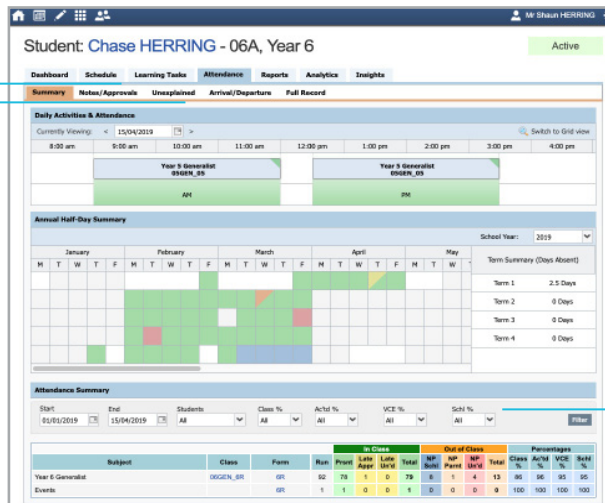 Mr Shaun HERRING
Student: Chase HERRING - 06A, Year 6
Active
Dashboard Schedule Learning Tasks Attendance Reports Analytics Insights
Summary Notes/Approvals Unexplained Arrival/Departure Full Record
Daily Activities & Attendance
Currently Viewing: < 15/04/2019 > Switch to Grid view
8:00 am 9:00 am 10:00 am 11:00 am 12:00 pm 1:00 pm 2:00 pm 3:00 pm 4:00 pm
Year 5 Generalist Year 5 Generalist
05GEN_05 05GEN_05
AM PM
Annual Half-Day Summary
School Year: 2019
January February March April May
M T W T F M T W T F M T W T F M T W T F M T W T
Term Summary (Days Absent)
Term 1 2.5 Days
Term 2 0 Days
Term 3 0 Days
Term 4 0 Days
Attendance Summary
Start End Students Class % Ac'td % VCE % Schl %
01/01/2019 15/04/2019 All All All All All Filter
In Class Out of Class Percentages
Subject Class Form Run Prsnt Late Appr Late Un'd Total NP Schl NP Parnt NP Un'd Total Class % Ac'td % VCE % Schl %
Year 6 Generalist 06GEN_6R 6R 92 78 1 0 79 8 1 4 13 86 96 95 95
Events 6R 1 1 0 0 1 0 0 0 0 100 100 100 100